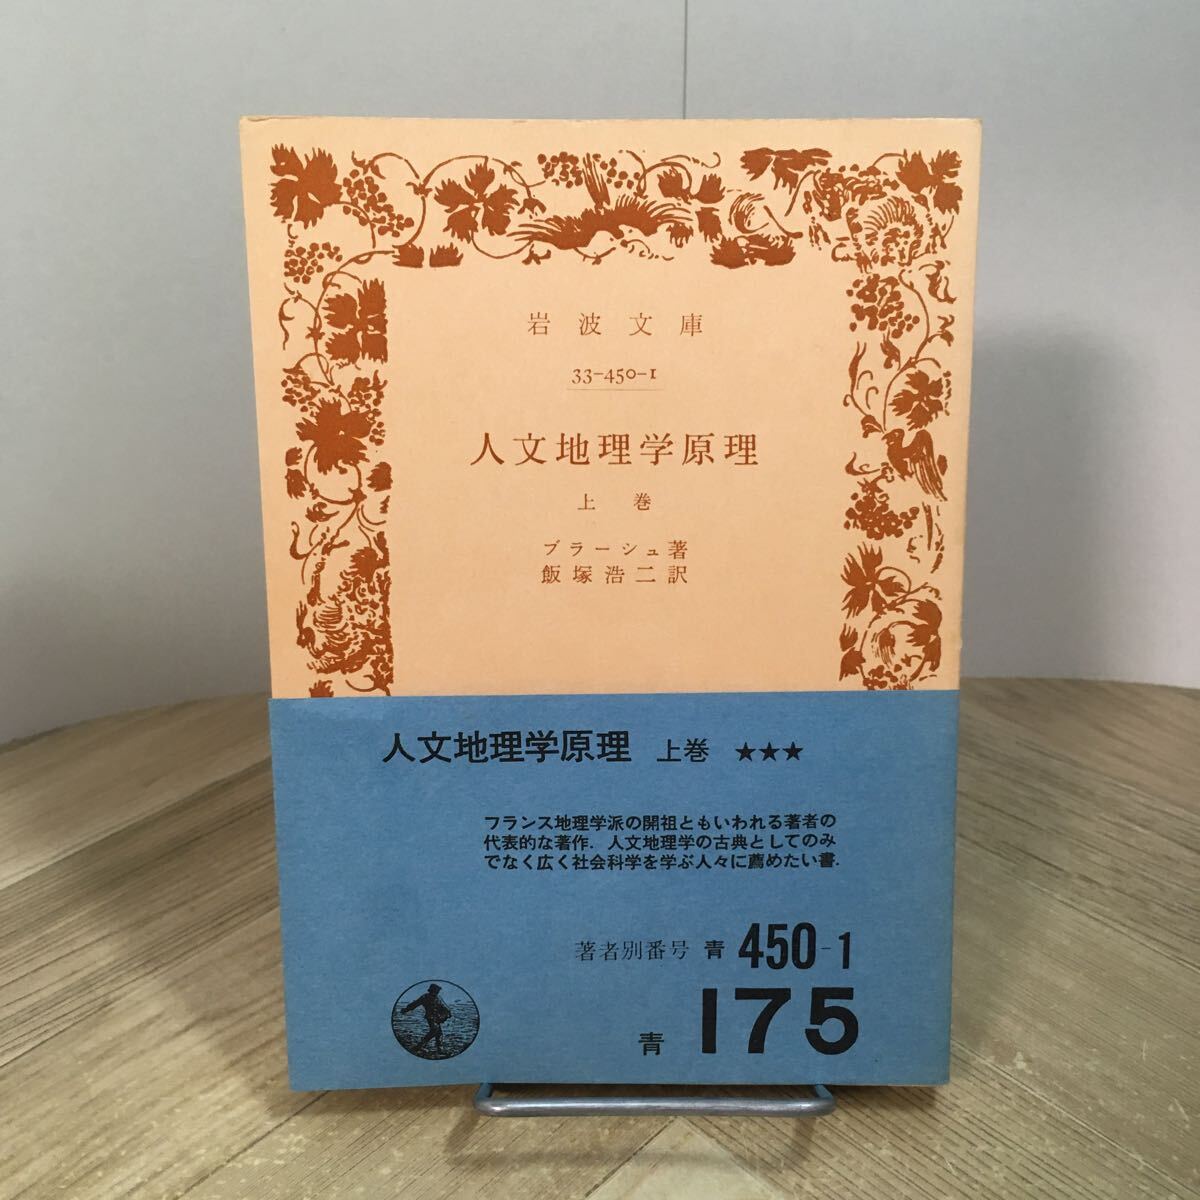 岩波文庫
33-450-1
人文地理学原理
上巻
ブラーシュ著
飯塚浩二訳
人文地理学原理 上巻 ★★★
フランス地理学派の開祖ともいわれる著者の
代表的な著作．人文地理学の古典としてのみ
でなく広く社会科学を学ぶ人々に薦めたい書．
著者別番号 青 450-1
青 175